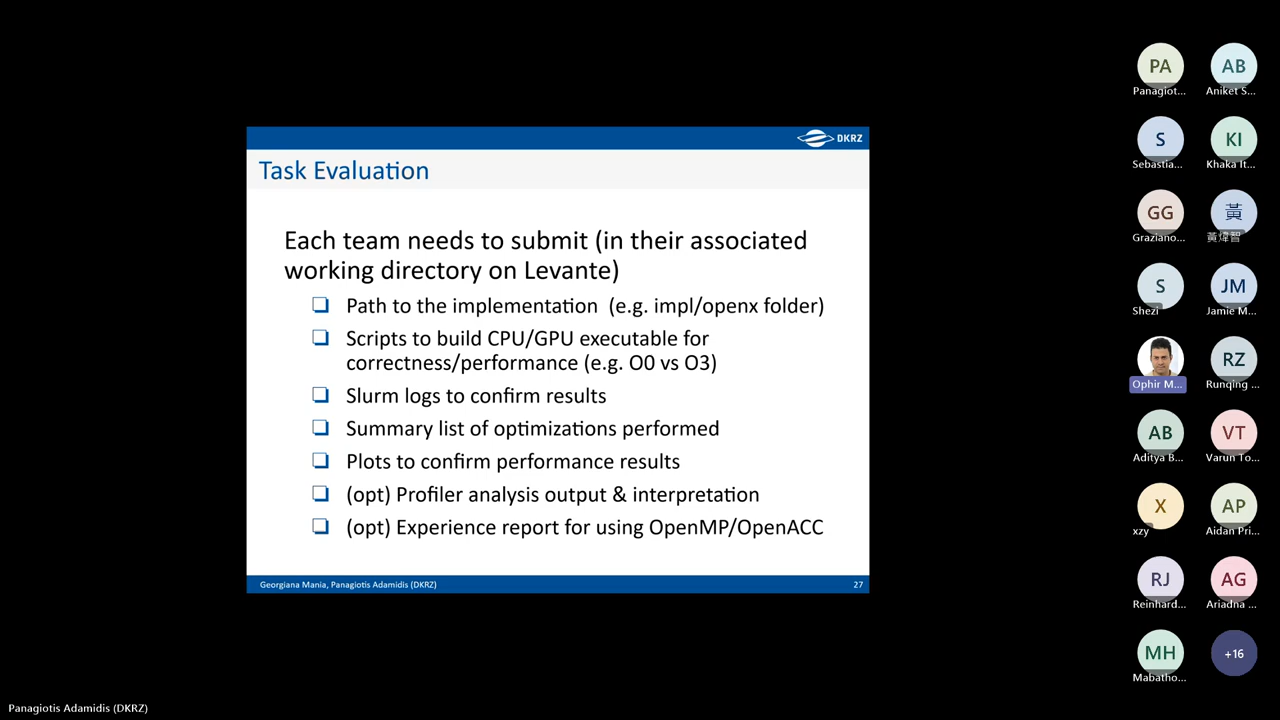 DKRZ
Task Evaluation
Each team needs to submit (in their associated
working directory on Levante)
Path to the implementation (e.g. impl/openx folder)
Scripts to build CPU/GPU executable for
correctness/performance (e.g. O0 vs O3)
Slurm logs to confirm results
Summary list of optimizations performed
Plots to confirm performance results
(opt) Profiler analysis output & interpretation
(opt) Experience report for using OpenMP/OpenACC
Georgiana Mania, Panagiotis Adamidis (DKRZ)
27
PA
Panagiot...
AB
Aniket S...
S
Sebastia...
KI
Khaka It...
GG
Graziano...
黃
黃煒智
S
Shezi
JM
Jamie M...
Ophir M...
RZ
Runqing ...
AB
Aditya B...
VT
Varun To...
X
xzy
AP
Aidan Pri...
RJ
Reinhard...
AG
Ariadna ...
MH
Mabatho...
+16
Panagiotis Adamidis (DKRZ)